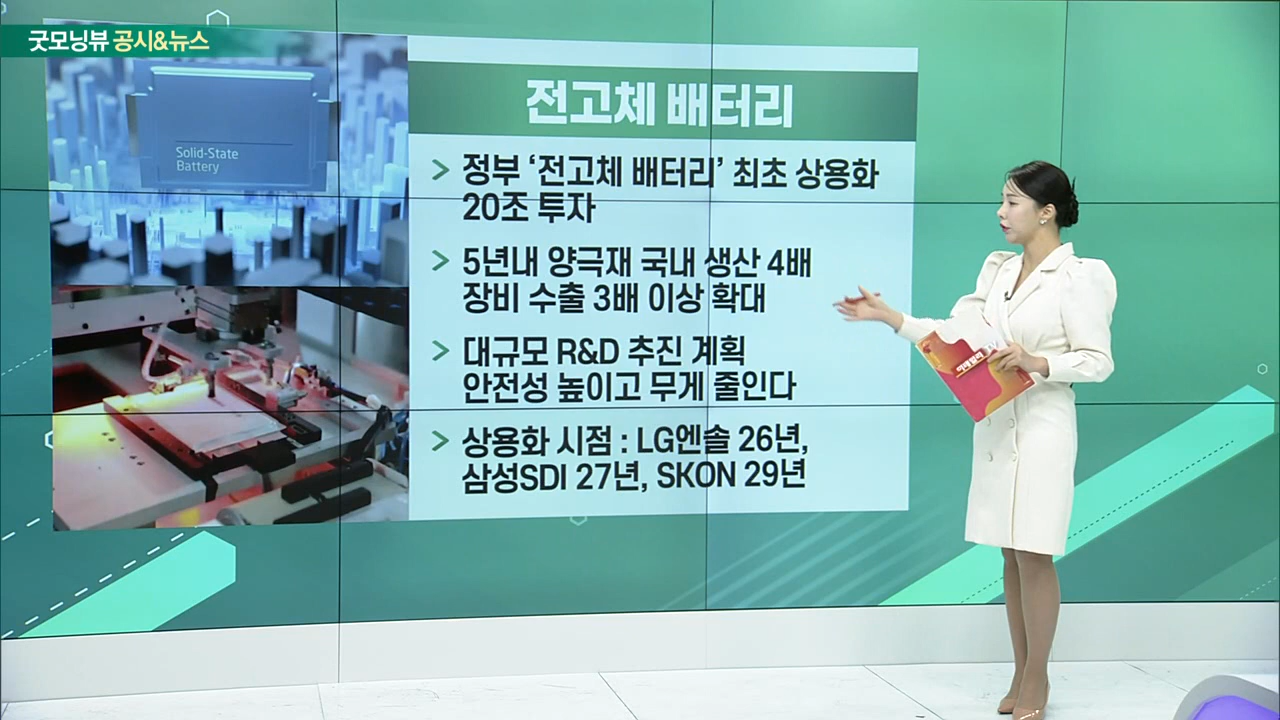 굿모닝뷰 공시&뉴스
Solid-State
Battery
전고체 배터리
> 정부 ‘전고체 배터리’ 최초 상용화
20조 투자
> 5년내 양극재 국내 생산 4배
장비 수출 3배 이상 확대
> 대규모 R&D 추진 계획
안전성 높이고 무게 줄인다
> 상용화 시점 : LG엔솔 26년,
삼성SDI 27년, SKON 29년